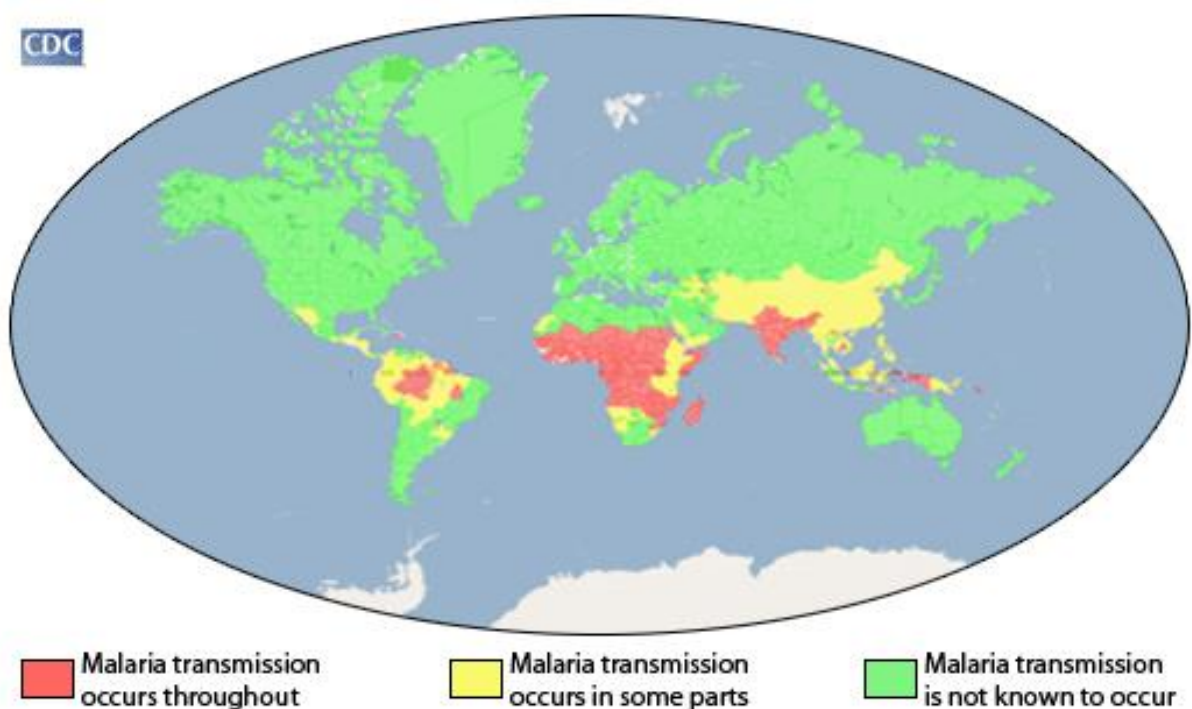 CDC
Malaria transmission
occurs throughout
Malaria transmission
occurs in some parts
Malaria transmission
is not known to occur